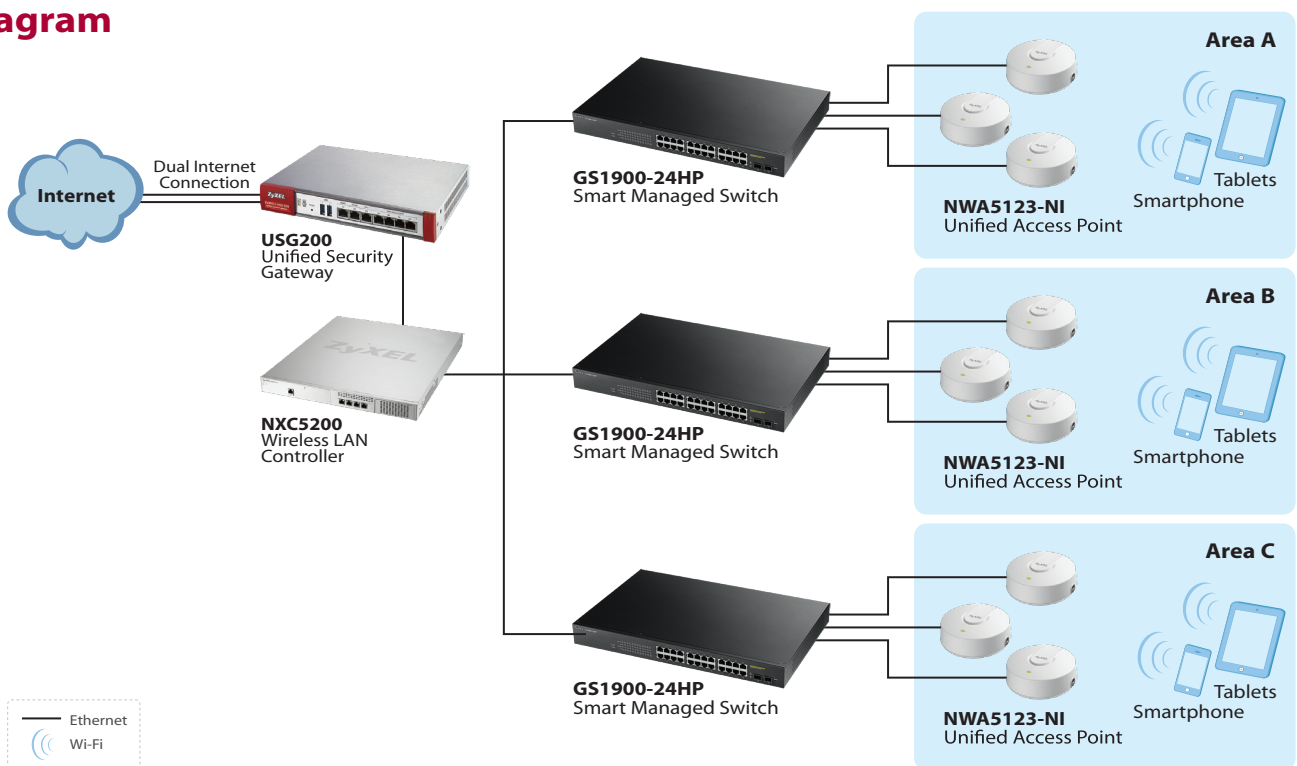 agram
Internet
Dual Internet
Connection
ZyXEL
USG200
Unified Security
Gateway
ZyXEL
NXC5200
Wireless LAN
Controller
GS1900-24HP
Smart Managed Switch
Area A
NWA5123-NI
Unified Access Point
Tablets
Smartphone
GS1900-24HP
Smart Managed Switch
Area B
NWA5123-NI
Unified Access Point
Tablets
Smartphone
GS1900-24HP
Smart Managed Switch
Area C
NWA5123-NI
Unified Access Point
Tablets
Smartphone
Ethernet
Wi-Fi